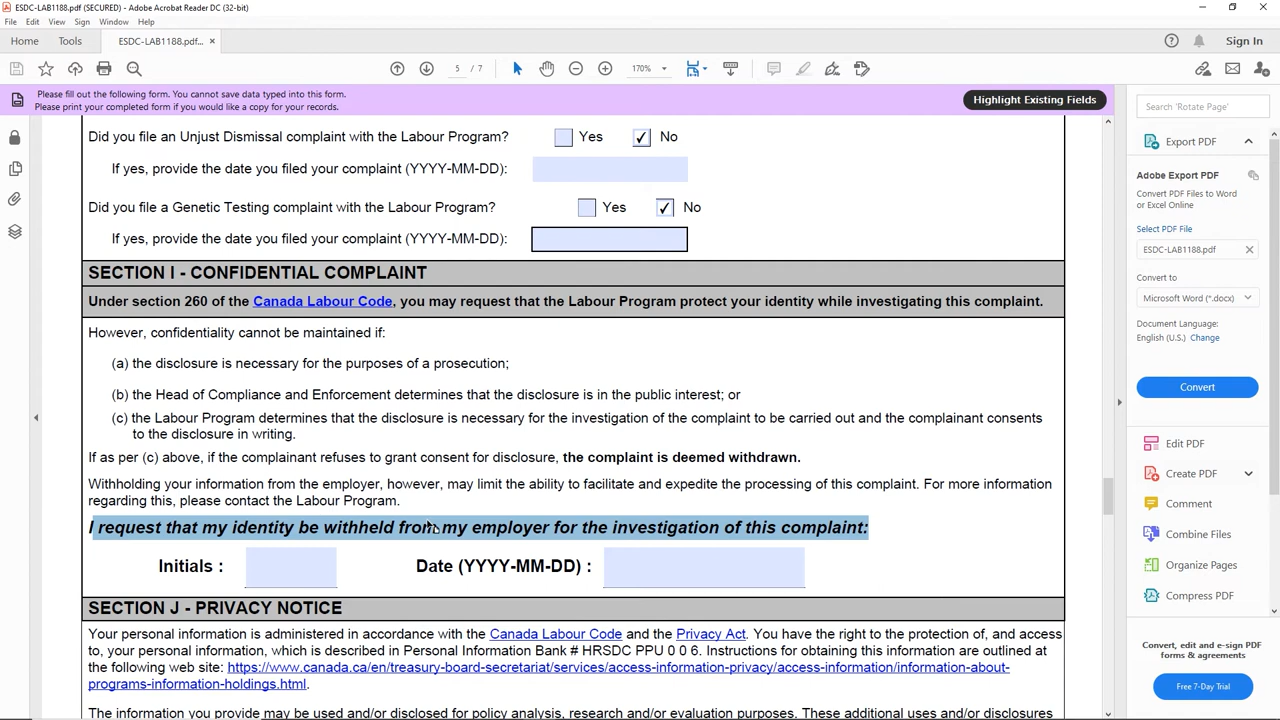 ESDC-LAB1188.pdf (SECURED) - Adobe Acrobat Reader DC (32-bit)
File Edit View Sign Window Help
Home Tools ESDC-LAB1188.pdf... × Sign In
5 / 7 170%
Please fill out the following form. You cannot save data typed into this form.
Please print your completed form if you would like a copy for your records.
Highlight Existing Fields
Did you file an Unjust Dismissal complaint with the Labour Program? Yes ✓ No
If yes, provide the date you filed your complaint (YYYY-MM-DD):
Did you file a Genetic Testing complaint with the Labour Program? Yes ✓ No
If yes, provide the date you filed your complaint (YYYY-MM-DD):
SECTION I - CONFIDENTIAL COMPLAINT
Under section 260 of the Canada Labour Code, you may request that the Labour Program protect your identity while investigating this complaint.
However, confidentiality cannot be maintained if:
(a) the disclosure is necessary for the purposes of a prosecution;
(b) the Head of Compliance and Enforcement determines that the disclosure is in the public interest; or
(c) the Labour Program determines that the disclosure is necessary for the investigation of the complaint to be carried out and the complainant consents
to the disclosure in writing.
If as per (c) above, if the complainant refuses to grant consent for disclosure, the complaint is deemed withdrawn.
Withholding your information from the employer, however, may limit the ability to facilitate and expedite the processing of this complaint. For more information
regarding this, please contact the Labour Program.
I request that my identity be withheld from my employer for the investigation of this complaint:
Initials : Date (YYYY-MM-DD) :
SECTION J - PRIVACY NOTICE
Your personal information is administered in accordance with the Canada Labour Code and the Privacy Act. You have the right to the protection of, and access
to, your personal information, which is described in Personal Information Bank # HRSDC PPU 0 0 6. Instructions for obtaining this information are outlined at
the following web site: https://www.canada.ca/en/treasury-board-secretariat/services/access-information-privacy/access-information/information-about-
programs-information-holdings.html.
The information you provide may be used and/or disclosed for policy analysis, research and/or evaluation purposes. These additional uses and/or disclosures
Search 'Rotate Page'
Export PDF
Adobe Export PDF
Convert PDF Files to Word
or Excel Online
Select PDF File
ESDC-LAB1188.pdf ×
Convert to
Microsoft Word (*.docx)
Document Language:
English (U.S.) Change
Convert
Edit PDF
Create PDF
Comment
Combine Files
Organize Pages
Compress PDF
Convert, edit and e-sign PDF
forms & agreements
Free 7-Day Trial